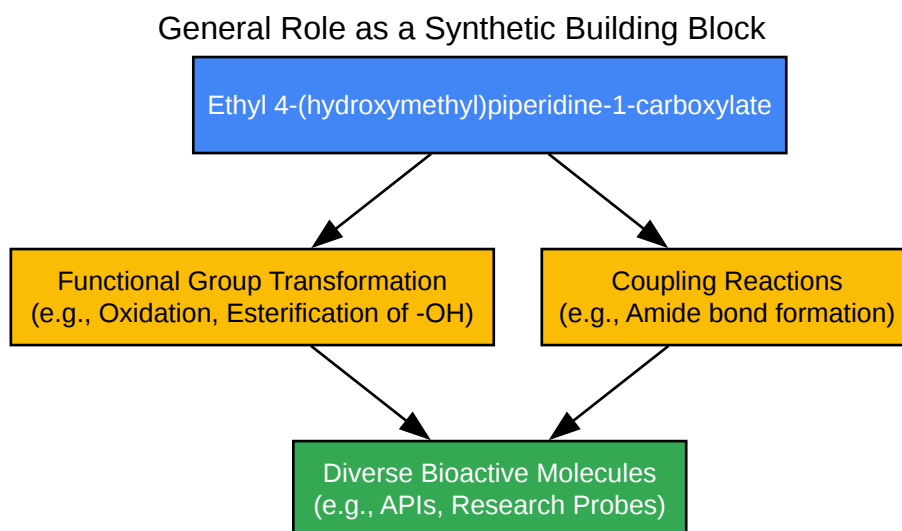 General Role as a Synthetic Building Block
Ethyl 4-(hydroxymethyl)piperidine-1-carboxylate
Functional Group Transformation
(e.g., Oxidation, Esterification of -OH)
Coupling Reactions
(e.g., Amide bond formation)
Diverse Bioactive Molecules
(e.g., APIs, Research Probes)